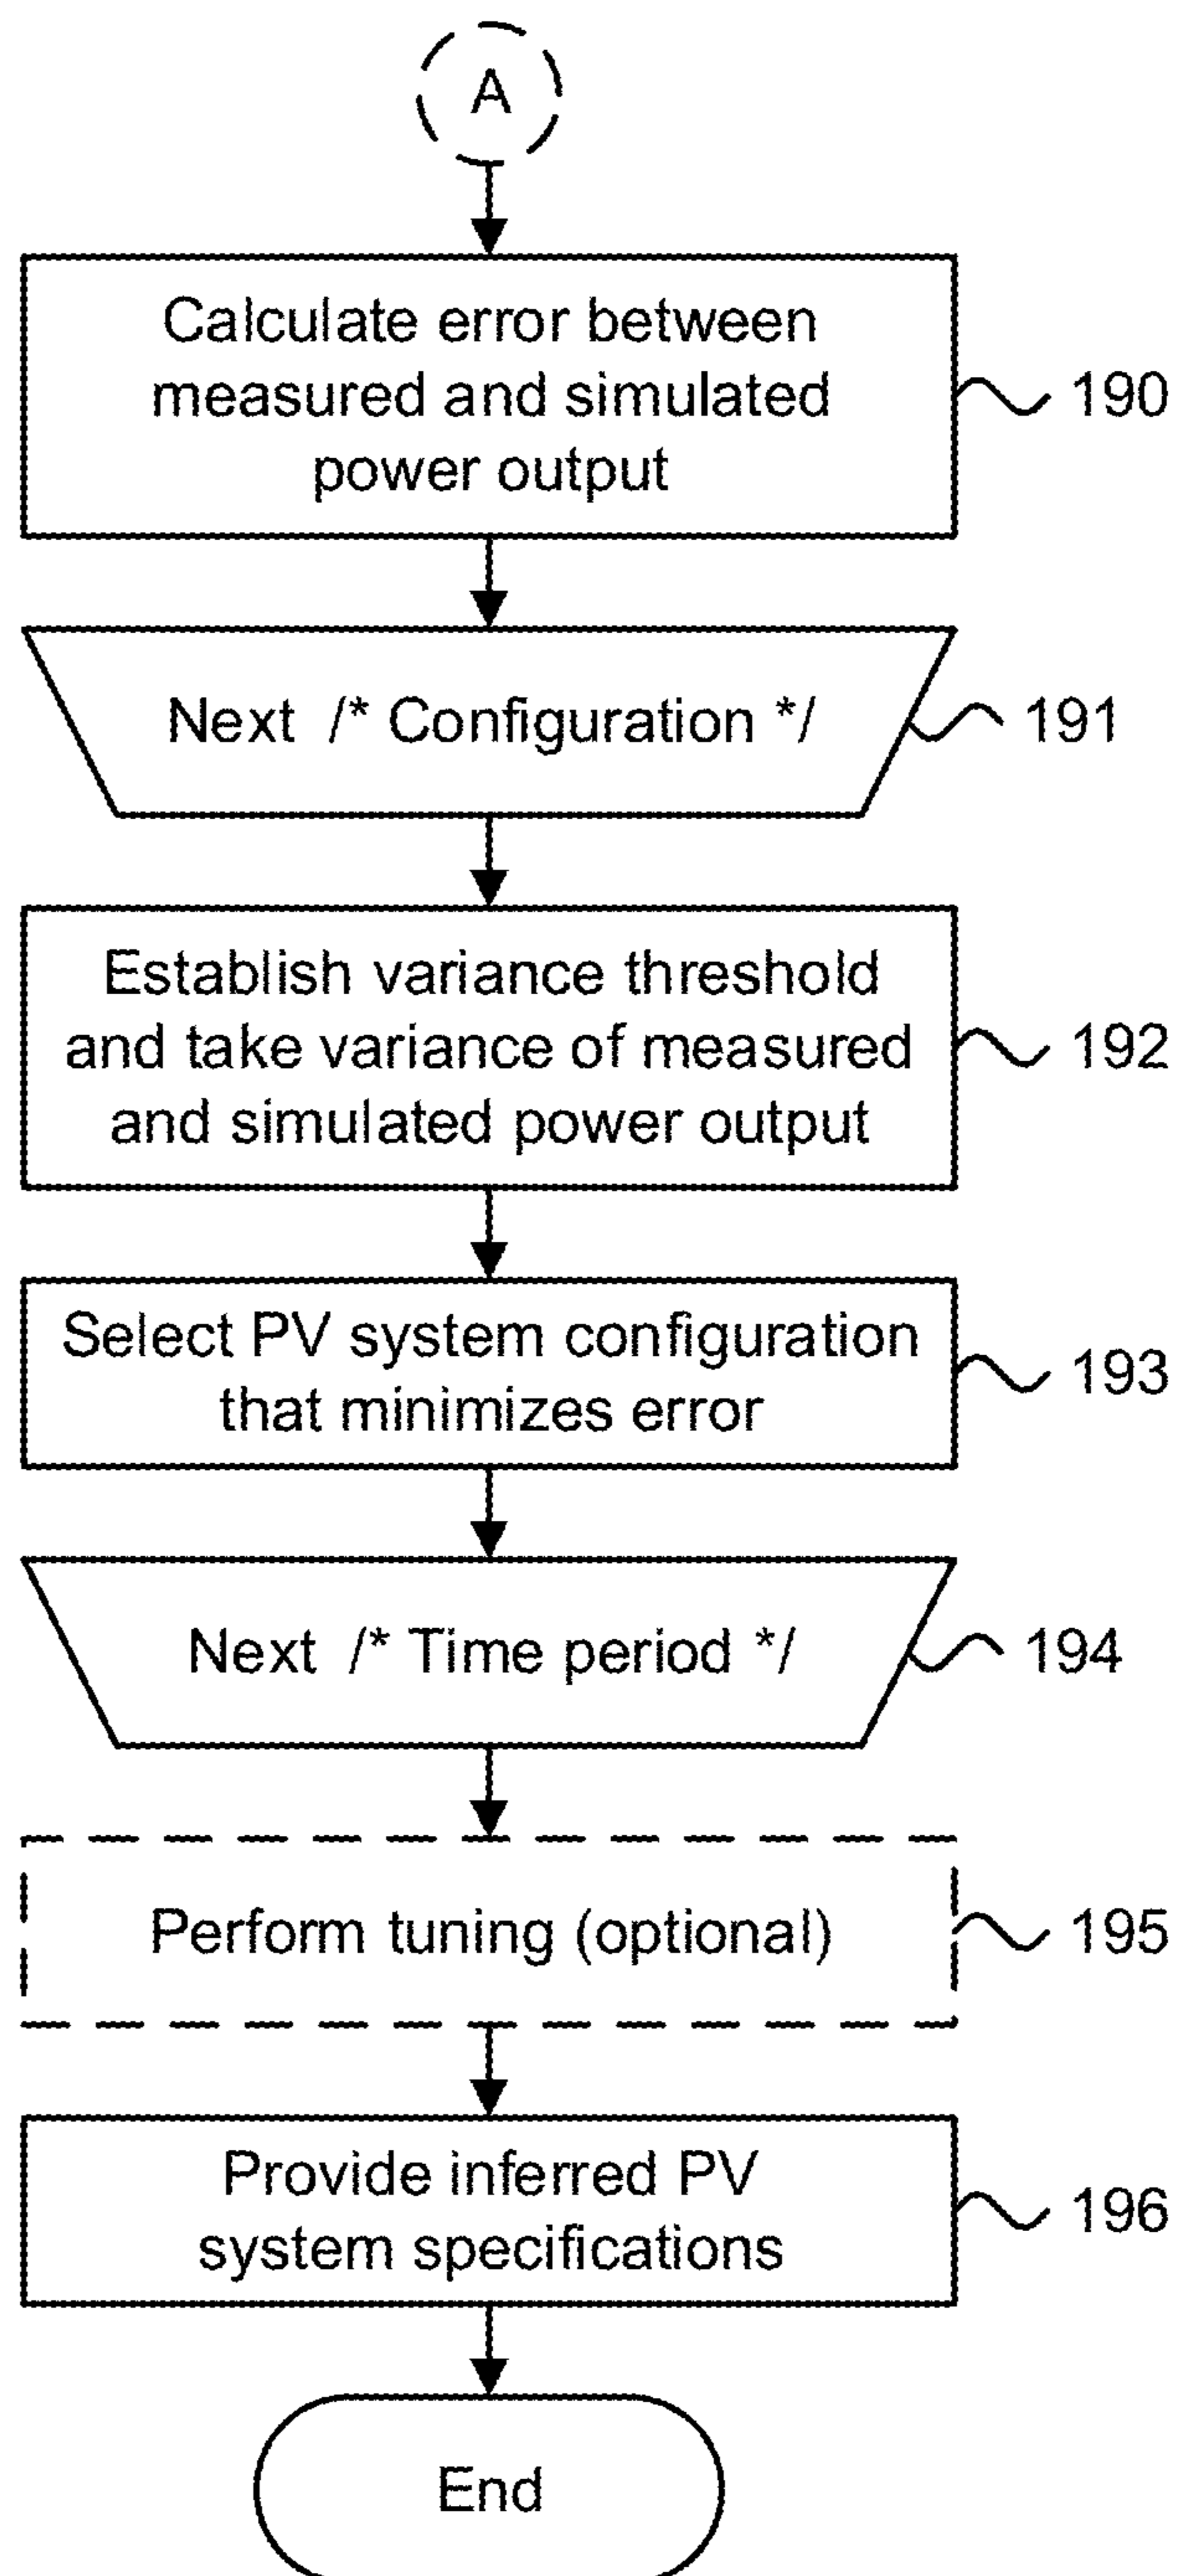 A
Calculate error between
measured and simulated
power output
190
Next /* Configuration */
191
Establish variance threshold
and take variance of measured
and simulated power output
192
Select PV system configuration
that minimizes error
193
Next /* Time period */
194
Perform tuning (optional)
195
Provide inferred PV
system specifications
196
End